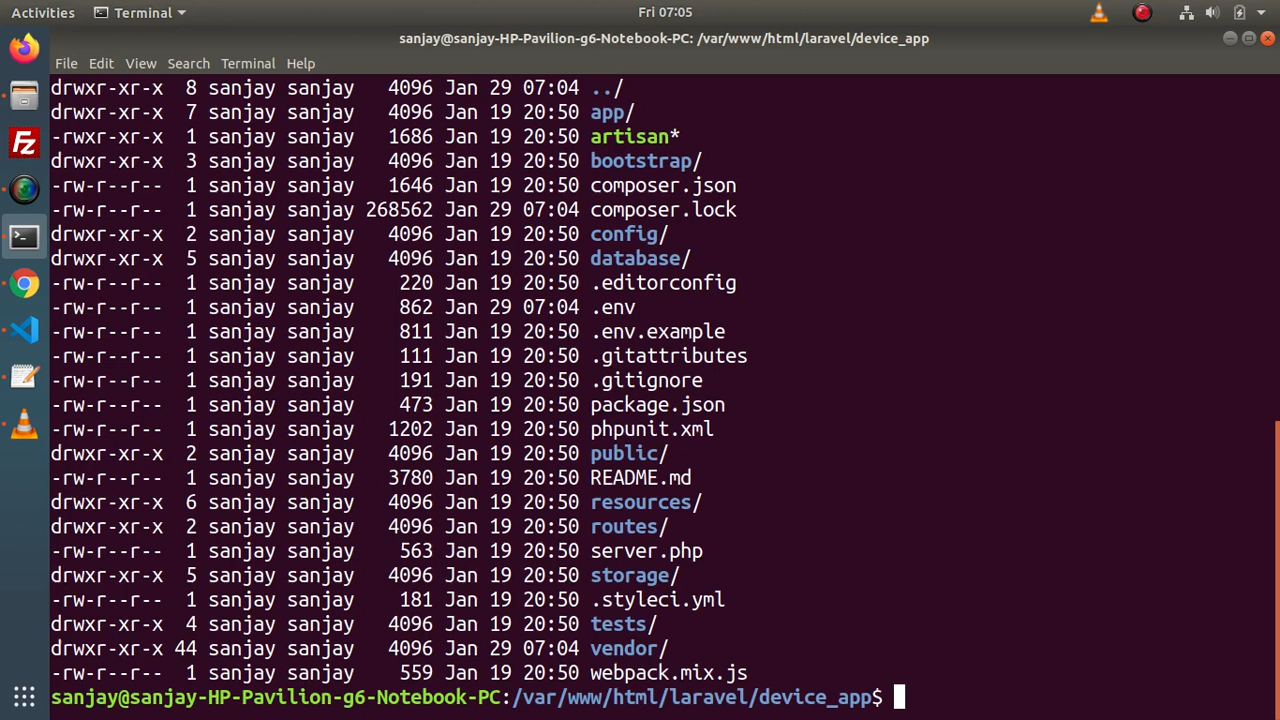 Activities Terminal Fri 07:05
sanjay@sanjay-HP-Pavilion-g6-Notebook-PC: /var/www/html/laravel/device_app
File Edit View Search Terminal Help
drwxr-xr-x  8 sanjay sanjay   4096 Jan 29 07:04 ../
drwxr-xr-x  7 sanjay sanjay   4096 Jan 19 20:50 app/
-rwxr-xr-x  1 sanjay sanjay   1686 Jan 19 20:50 artisan*
drwxr-xr-x  3 sanjay sanjay   4096 Jan 19 20:50 bootstrap/
-rw-r--r--  1 sanjay sanjay   1646 Jan 19 20:50 composer.json
-rw-r--r--  1 sanjay sanjay 268562 Jan 29 07:04 composer.lock
drwxr-xr-x  2 sanjay sanjay   4096 Jan 19 20:50 config/
drwxr-xr-x  5 sanjay sanjay   4096 Jan 19 20:50 database/
-rw-r--r--  1 sanjay sanjay    220 Jan 19 20:50 .editorconfig
-rw-r--r--  1 sanjay sanjay    862 Jan 29 07:04 .env
-rw-r--r--  1 sanjay sanjay    811 Jan 19 20:50 .env.example
-rw-r--r--  1 sanjay sanjay    111 Jan 19 20:50 .gitattributes
-rw-r--r--  1 sanjay sanjay    191 Jan 19 20:50 .gitignore
-rw-r--r--  1 sanjay sanjay    473 Jan 19 20:50 package.json
-rw-r--r--  1 sanjay sanjay   1202 Jan 19 20:50 phpunit.xml
drwxr-xr-x  2 sanjay sanjay   4096 Jan 19 20:50 public/
-rw-r--r--  1 sanjay sanjay   3780 Jan 19 20:50 README.md
drwxr-xr-x  6 sanjay sanjay   4096 Jan 19 20:50 resources/
drwxr-xr-x  2 sanjay sanjay   4096 Jan 19 20:50 routes/
-rw-r--r--  1 sanjay sanjay    563 Jan 19 20:50 server.php
drwxr-xr-x  5 sanjay sanjay   4096 Jan 19 20:50 storage/
-rw-r--r--  1 sanjay sanjay    181 Jan 19 20:50 .styleci.yml
drwxr-xr-x  4 sanjay sanjay   4096 Jan 19 20:50 tests/
drwxr-xr-x 44 sanjay sanjay   4096 Jan 29 07:04 vendor/
-rw-r--r--  1 sanjay sanjay    559 Jan 19 20:50 webpack.mix.js
sanjay@sanjay-HP-Pavilion-g6-Notebook-PC:/var/www/html/laravel/device_app$